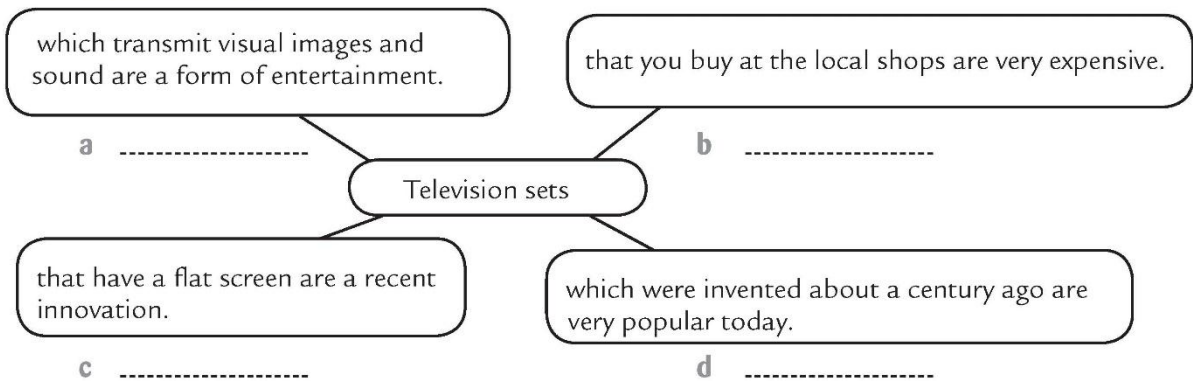 which transmit visual images and
sound are a form of entertainment.
that you buy at the local shops are very expensive.
a --------------------
b --------------------
Television sets
that have a flat screen are a recent
innovation.
which were invented about a century ago are
very popular today.
c --------------------
d --------------------